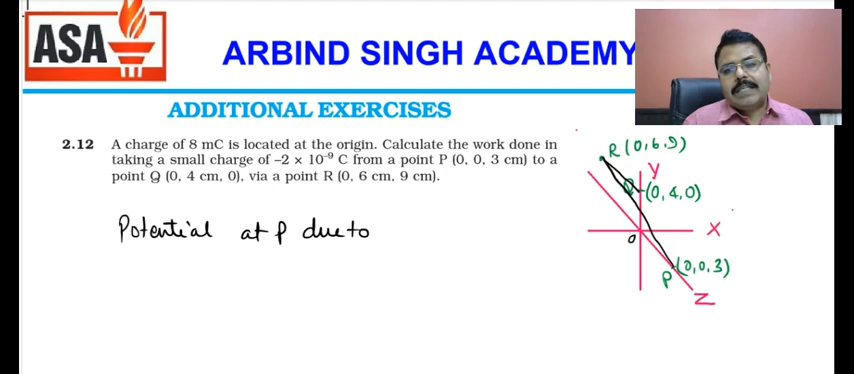 ASA
ARBIND SINGH ACADEMY
ADDITIONAL EXERCISES
2.12 A charge of 8 mC is located at the origin. Calculate the work done in
taking a small charge of –2 × 10⁻⁹ C from a point P (0, 0, 3 cm) to a
point Q (0, 4 cm, 0), via a point R (0, 6 cm, 9 cm).
Potential at P due to
R (0,6,9)
Y
Q (0,4,0)
X
O
P (0,0,3)
Z